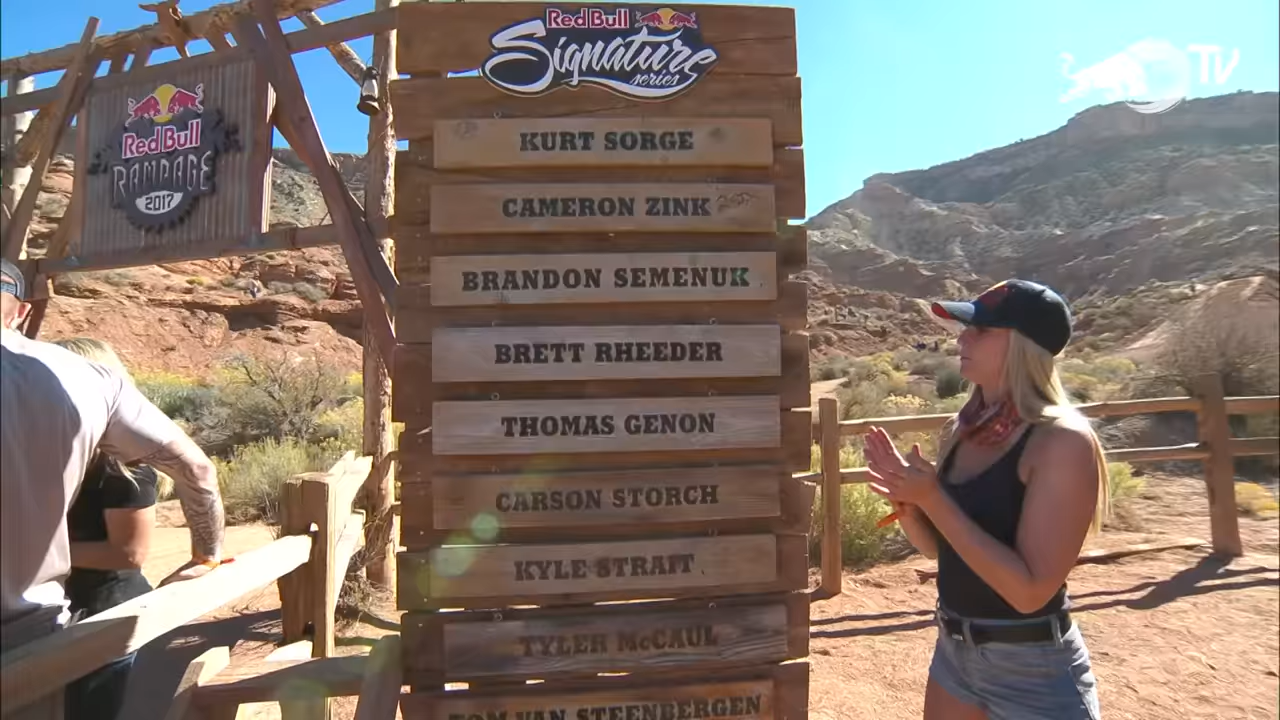 Red Bull
Signature
series
Red Bull
RAMPAGE
2017
TV
KURT SORGE
CAMERON ZINK
BRANDON SEMENUK
BRETT RHEEDER
THOMAS GENON
CARSON STORCH
KYLE STRAIT
TYLER McCAUL
TOM VAN STEENBERGEN